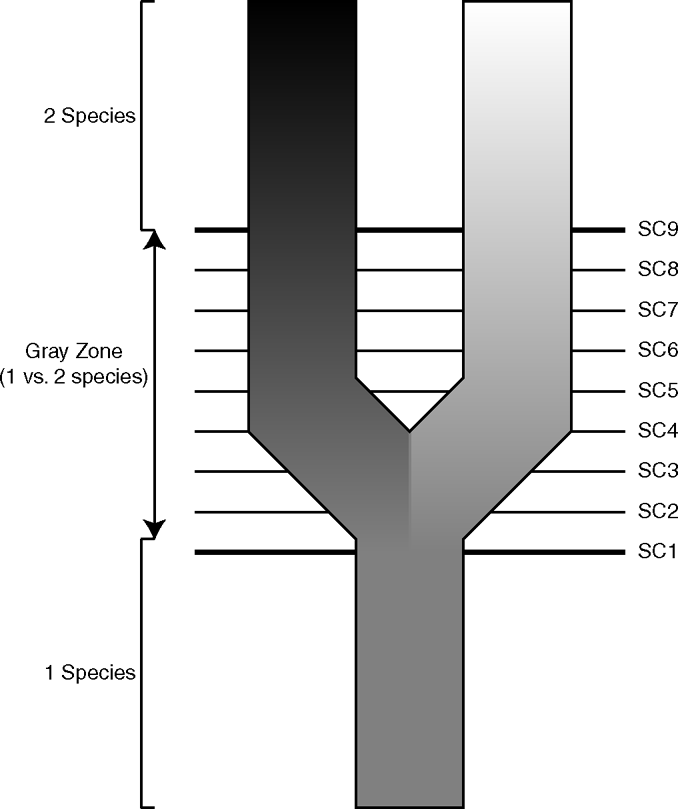 2 Species
SC9
SC8
SC7
Gray Zone
(1 vs. 2 species)
SC6
SC5
SC4
SC3
SC2
SC1
1 Species